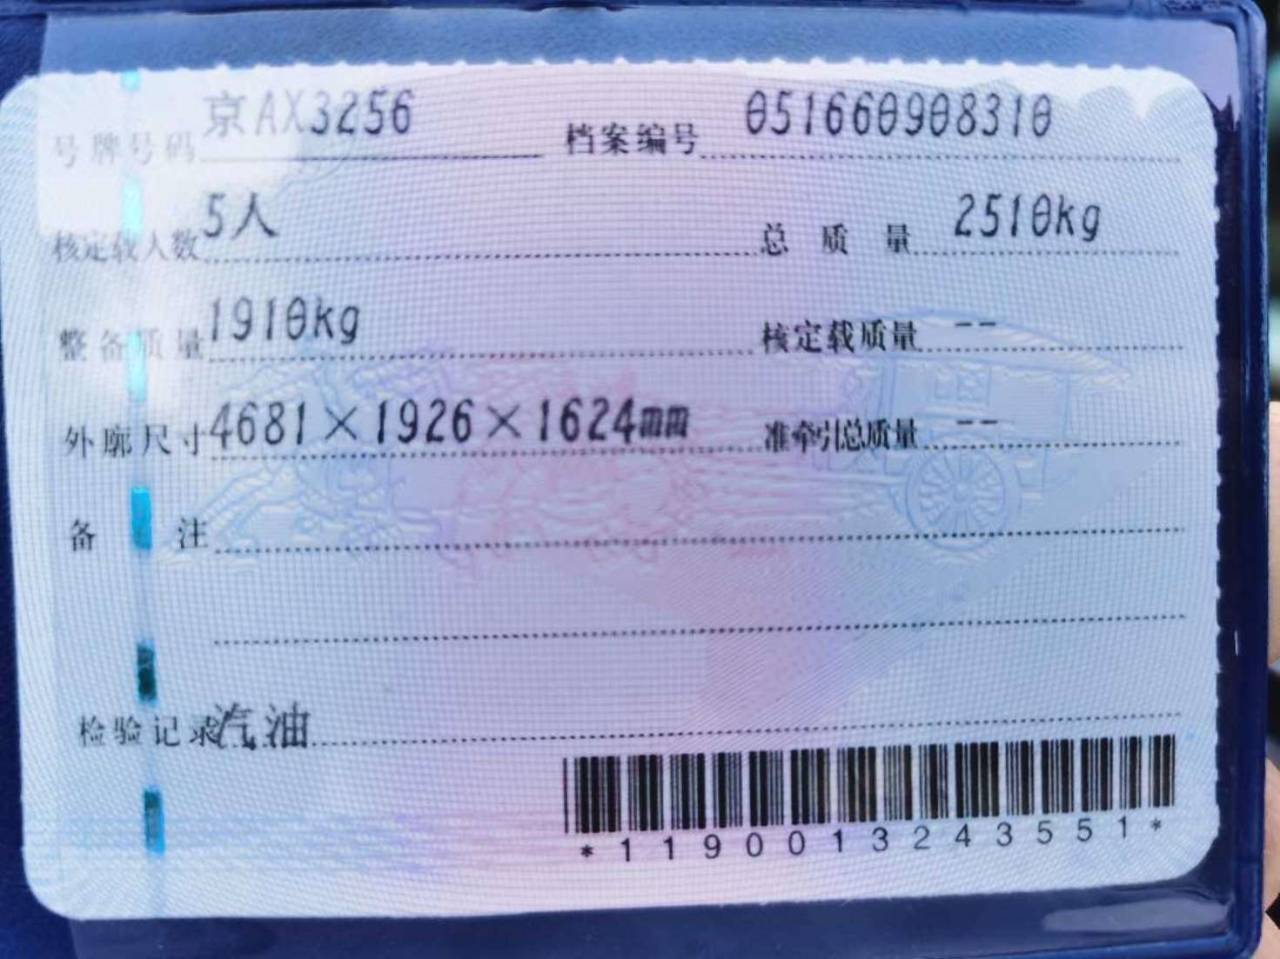 号牌号码 京AX3256 档案编号 051660908310
核定载人数 5人 总质量 2510kg
整备质量 1910kg 核定载质量 --
外廓尺寸 4681×1926×1624mm 准牵引总质量 --
备注
检验记录 汽油
*1190013243551*